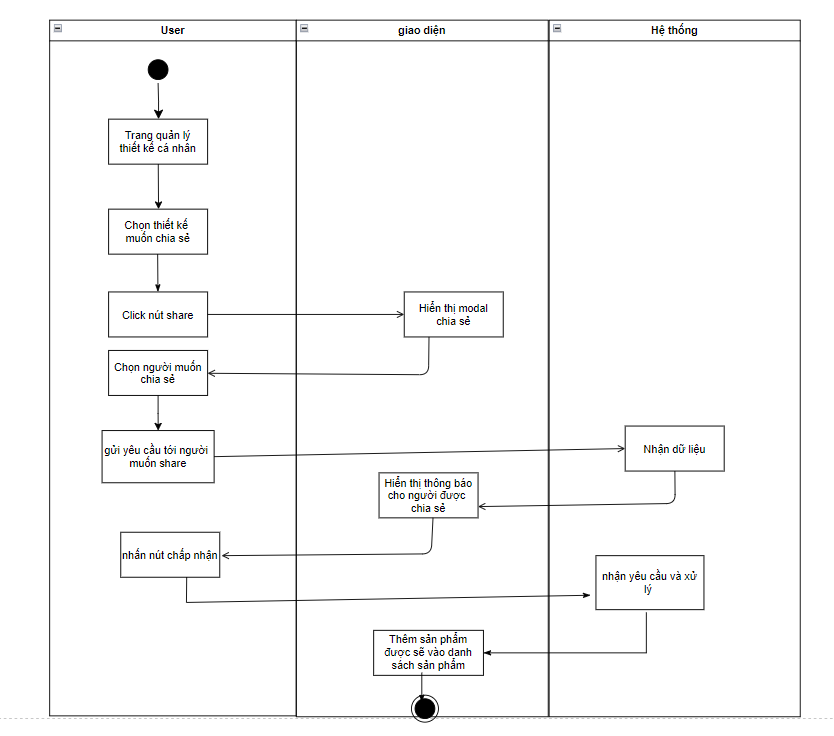 User
giao diện
Hệ thống
Trang quản lý
thiết kế cá nhân
Chọn thiết kế
muốn chia sẻ
Click nút share
Hiển thị modal
chia sẻ
Chọn người muốn
chia sẻ
gửi yêu cầu tới người
muốn share
Nhận dữ liệu
Hiển thị thông báo
cho người được
chia sẻ
nhấn nút chấp nhận
nhận yêu cầu và xử
lý
Thêm sản phẩm
được sẽ vào danh
sách sản phẩm